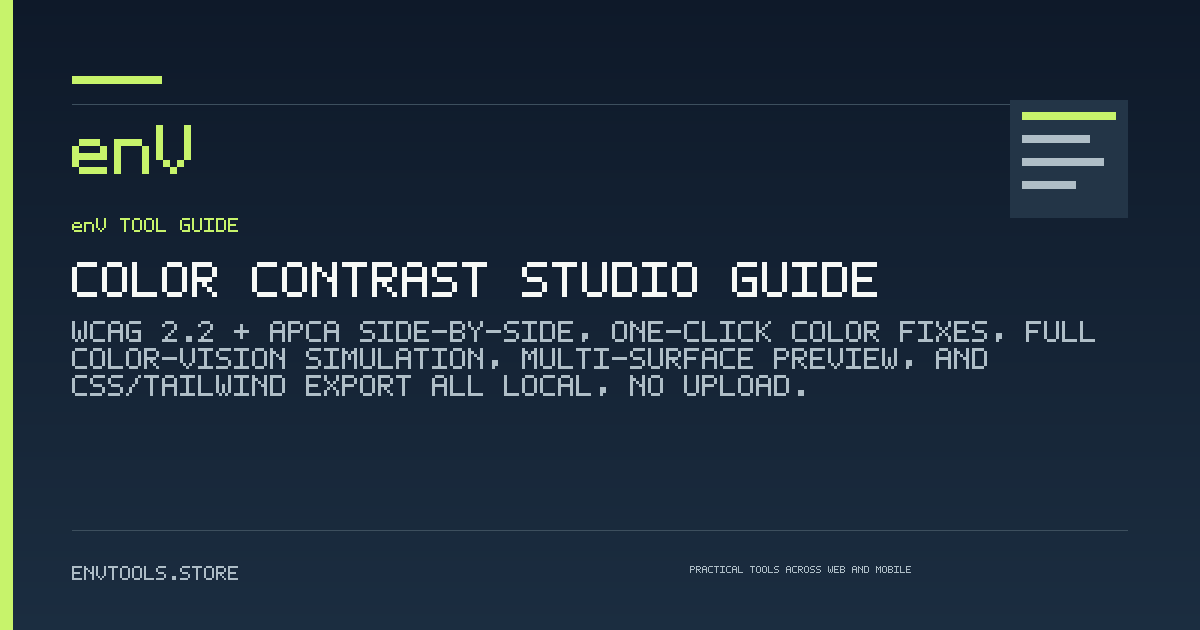 enV
enV TOOL GUIDE
COLOR CONTRAST STUDIO GUIDE
WCAG 2.2 + APCA SIDE-BY-SIDE, ONE-CLICK COLOR FIXES, FULL
COLOR-VISION SIMULATION, MULTI-SURFACE PREVIEW, AND
CSS/TAILWIND EXPORT ALL LOCAL, NO UPLOAD.
ENVTOOLS.STORE
PRACTICAL TOOLS ACROSS WEB AND MOBILE